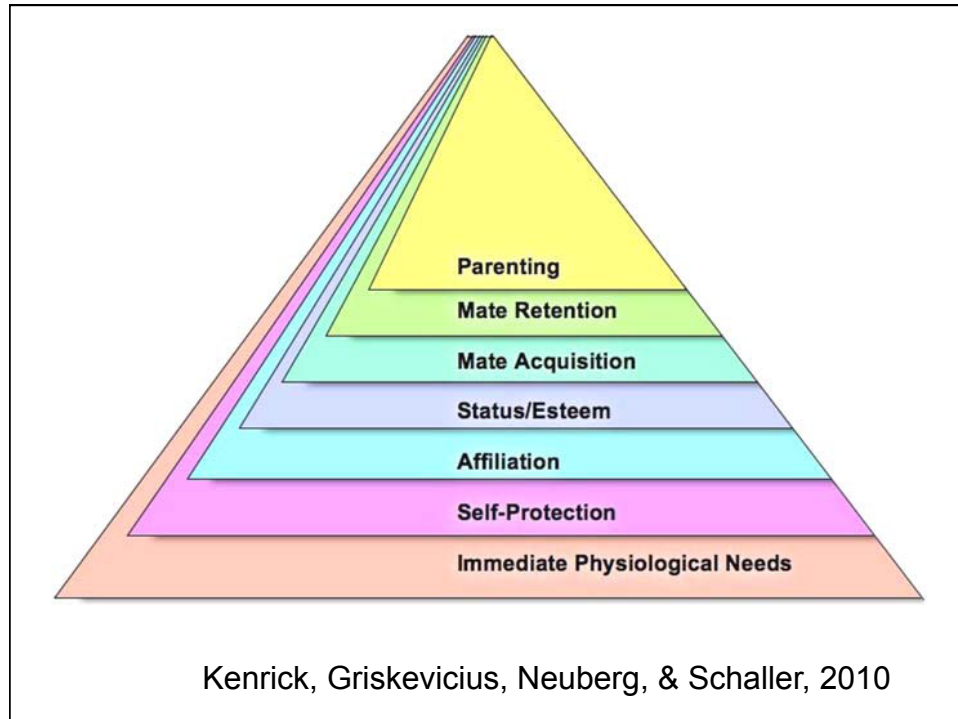 Parenting
Mate Retention
Mate Acquisition
Status/Esteem
Affiliation
Self-Protection
Immediate Physiological Needs
Kenrick, Griskevicius, Neuberg, & Schaller, 2010